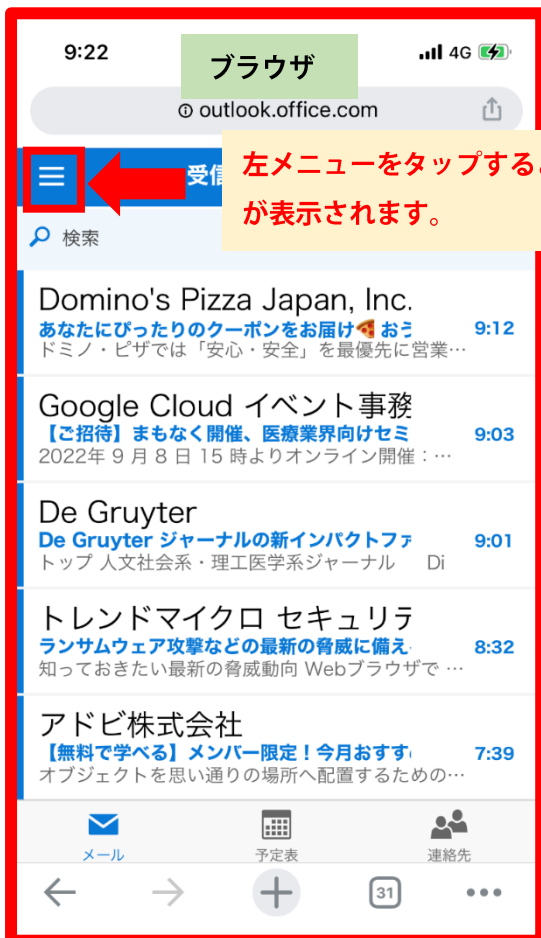 9:22
ブラウザ
4G
outlook.office.com
左メニューをタップする
が表示されます。
受信
検索
Domino's Pizza Japan, Inc.
あなたにぴったりのクーポンをお届け🍕 おう
9:12
ドミノ・ピザでは「安心・安全」を最優先に営業…
Google Cloud イベント事務
【ご招待】まもなく開催、医療業界向けセミ
9:03
2022年 9 月 8 日 15 時よりオンライン開催：…
De Gruyter
De Gruyter ジャーナルの新インパクトファ
9:01
トップ 人文社会系・理工医学系ジャーナル Di
トレンドマイクロ セキュリテ
ランサムウェア攻撃などの最新の脅威に備え
8:32
知っておきたい最新の脅威動向 Webブラウザで …
アドビ株式会社
【無料で学べる】メンバー限定！今月おすす
7:39
オブジェクトを思い通りの場所へ配置するための…
メール
予定表
連絡先
31